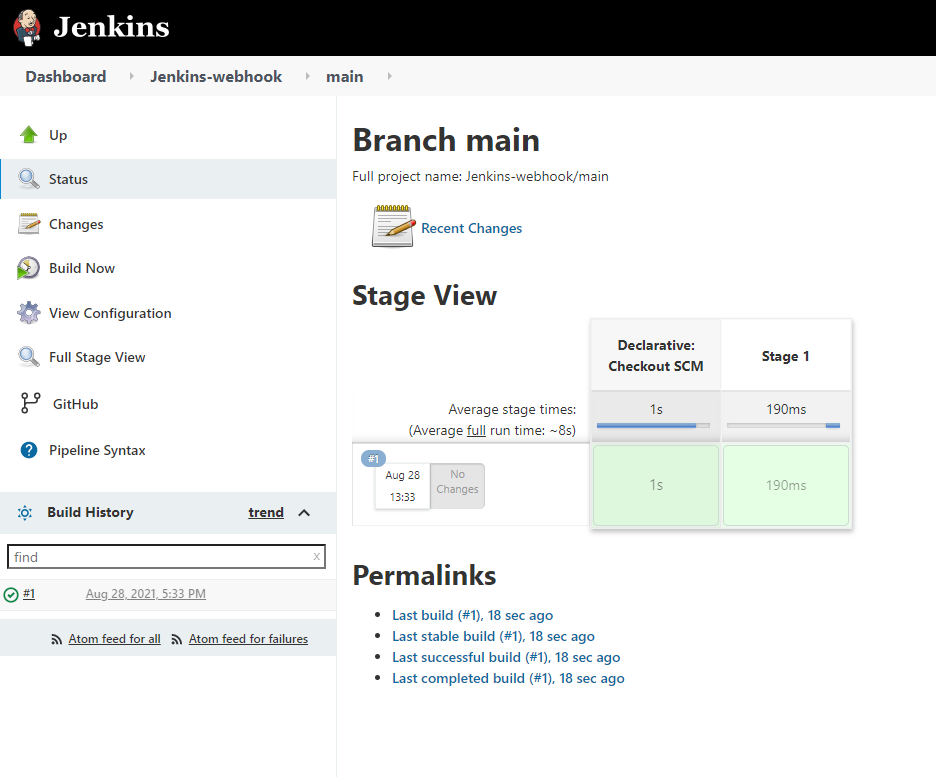 Jenkins
Dashboard
Jenkins-webhook
main
Up
Status
Changes
Build Now
View Configuration
Full Stage View
GitHub
Pipeline Syntax
Build History
trend
find
x
#1
Aug 28, 2021, 5:33 PM
Atom feed for all
Atom feed for failures
Branch main
Full project name: Jenkins-webhook/main
Recent Changes
Stage View
Declarative:
Checkout SCM
Stage 1
Average stage times:
(Average full run time: ~8s)
1s
190ms
#1
Aug 28
13:33
No
Changes
1s
190ms
Permalinks
Last build (#1), 18 sec ago
Last stable build (#1), 18 sec ago
Last successful build (#1), 18 sec ago
Last completed build (#1), 18 sec ago